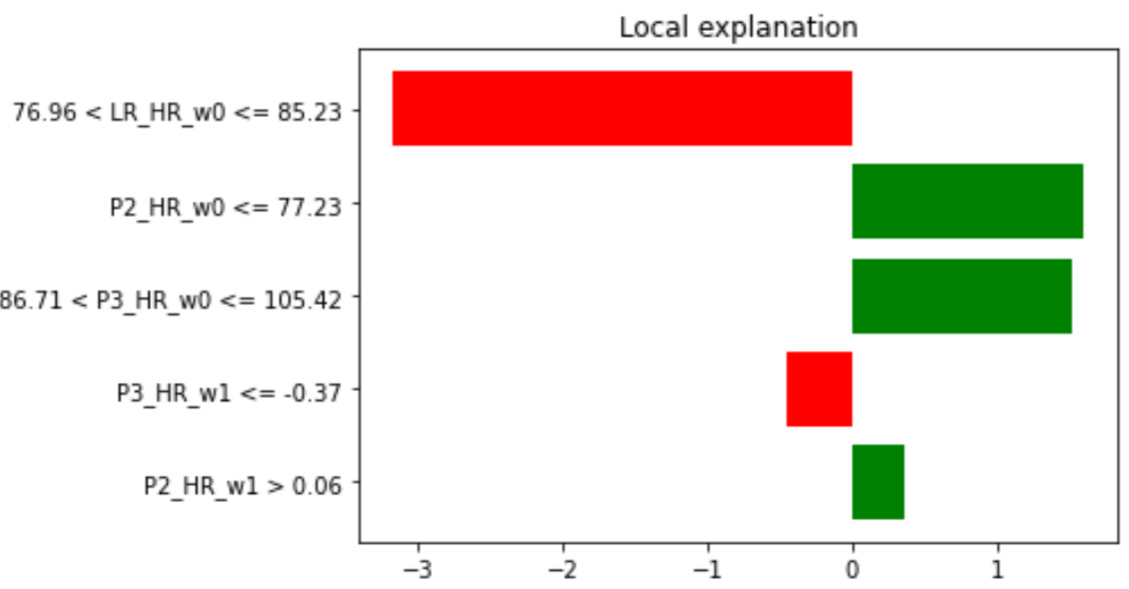 Local explanation
76.96 < LR_HR_w0 <= 85.23
P2_HR_w0 <= 77.23
86.71 < P3_HR_w0 <= 105.42
P3_HR_w1 <= -0.37
P2_HR_w1 > 0.06
−3 −2 −1 0 1